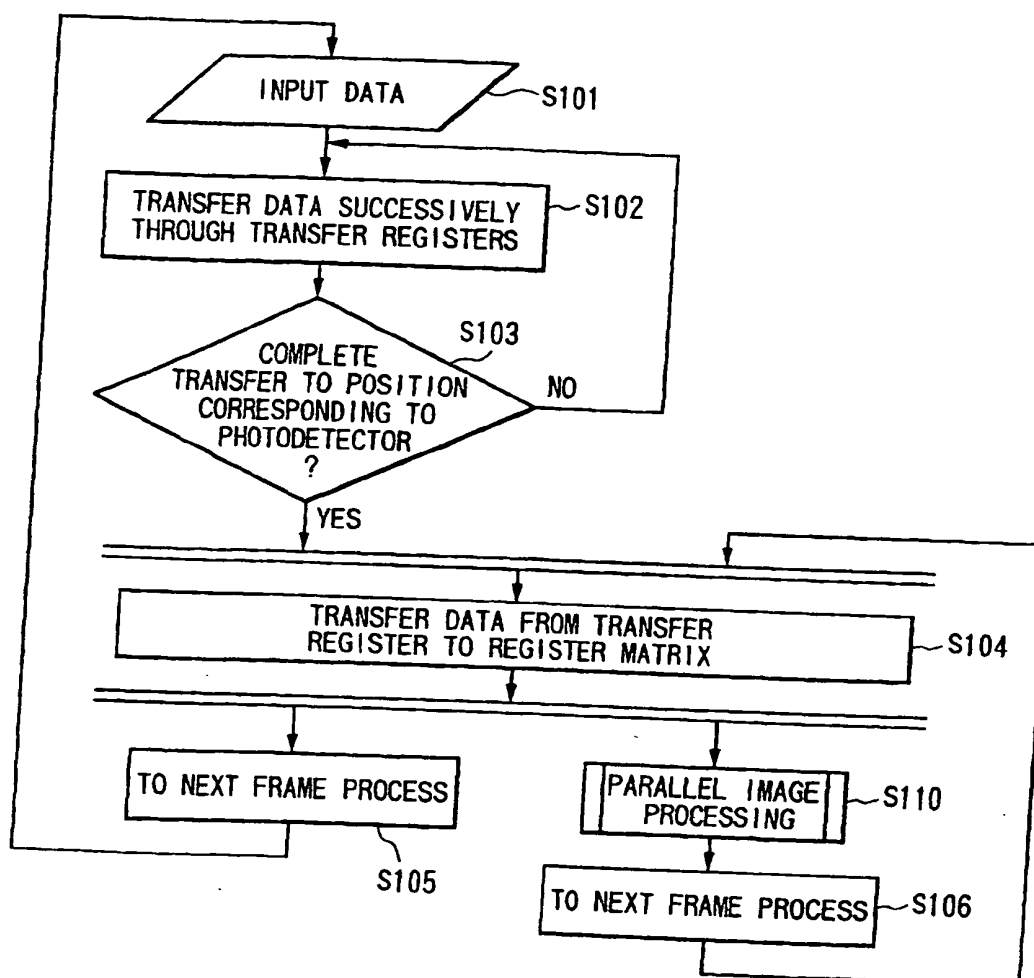 INPUT DATA
S101
TRANSFER DATA SUCCESSIVELY
THROUGH TRANSFER REGISTERS
S102
S103
COMPLETE
TRANSFER TO POSITION
CORRESPONDING TO
PHOTODETECTOR
?
NO
YES
TRANSFER DATA FROM TRANSFER
REGISTER TO REGISTER MATRIX
S104
TO NEXT FRAME PROCESS
S105
PARALLEL IMAGE
PROCESSING
S110
TO NEXT FRAME PROCESS
S106